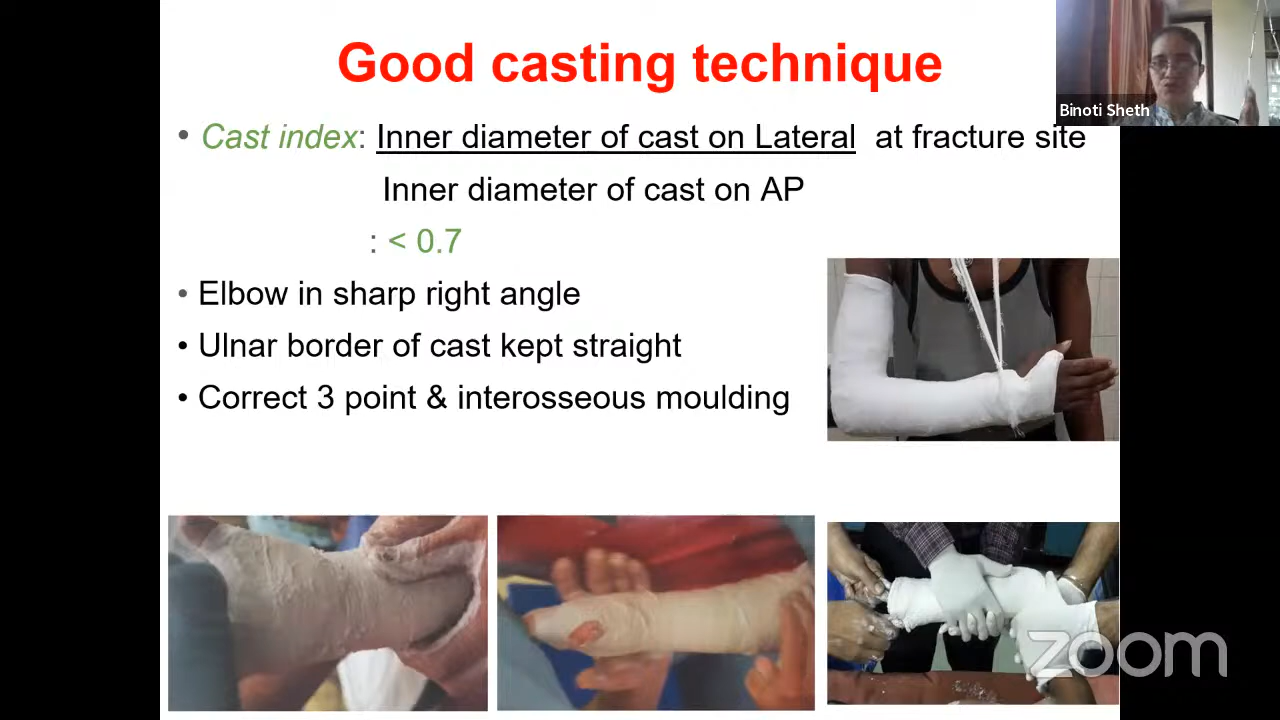 Good casting technique
Binoti Sheth
• Cast index: Inner diameter of cast on Lateral at fracture site
Inner diameter of cast on AP
: < 0.7
• Elbow in sharp right angle
• Ulnar border of cast kept straight
• Correct 3 point & interosseous moulding
zoom